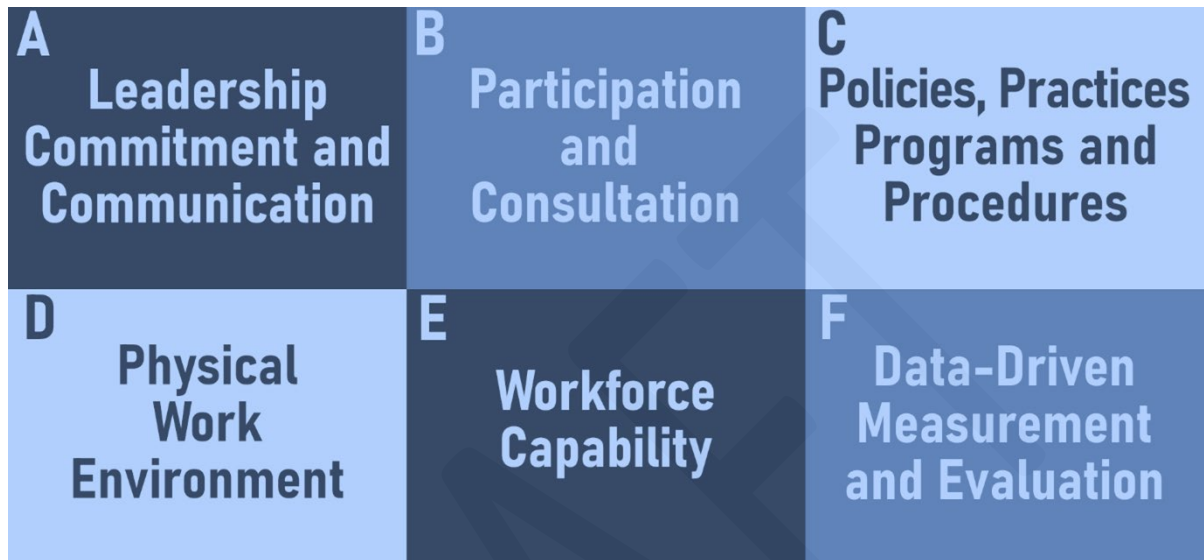 A
Leadership
Commitment and
Communication
B
Participation
and
Consultation
C
Policies, Practices
Programs and
Procedures
D
Physical
Work
Environment
E
Workforce
Capability
F
Data-Driven
Measurement
and Evaluation